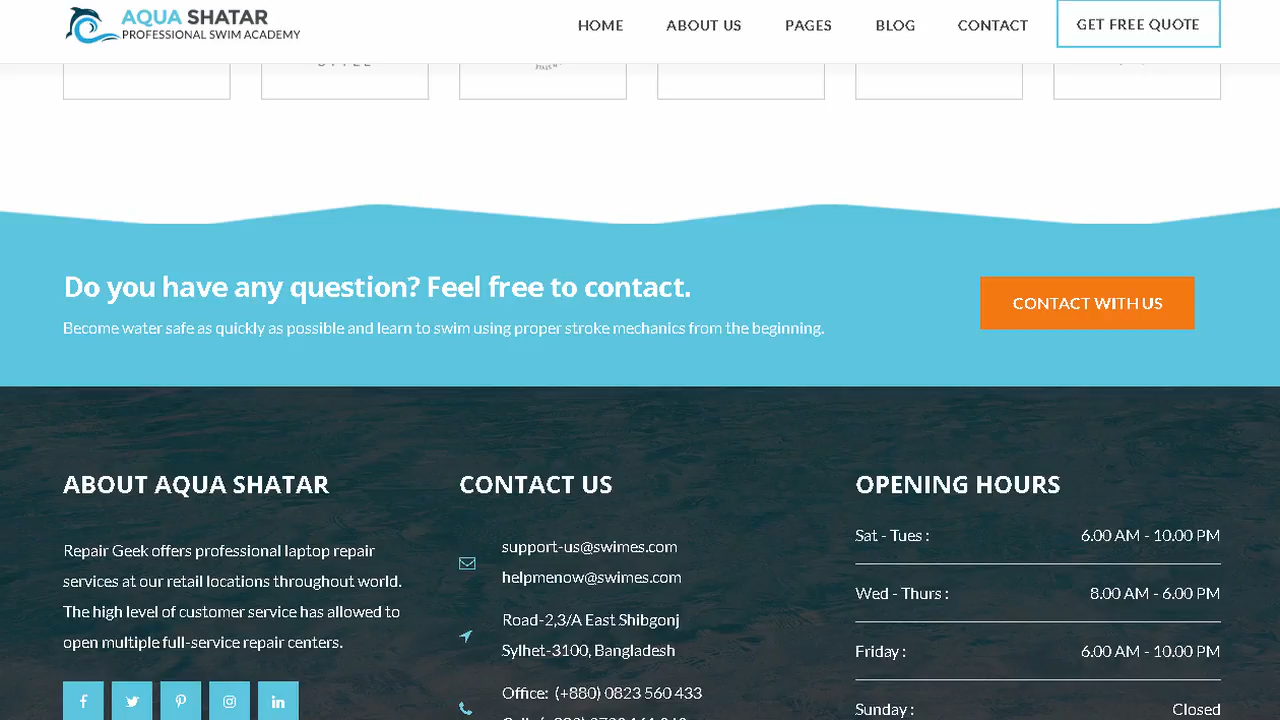 AQUA SHATAR
PROFESSIONAL SWIM ACADEMY
HOME ABOUT US PAGES BLOG CONTACT GET FREE QUOTE
Do you have any question? Feel free to contact.
Become water safe as quickly as possible and learn to swim using proper stroke mechanics from the beginning.
CONTACT WITH US
ABOUT AQUA SHATAR
Repair Geek offers professional laptop repair
services at our retail locations throughout world.
The high level of customer service has allowed to
open multiple full-service repair centers.
CONTACT US
support-us@swimes.com
helpmenow@swimes.com
Road-2,3/A East Shibgonj
Sylhet-3100, Bangladesh
Office: (+880) 0823 560 433
OPENING HOURS
Sat - Tues : 6.00 AM - 10.00 PM
Wed - Thurs : 8.00 AM - 6.00 PM
Friday : 6.00 AM - 10.00 PM
Sunday : Closed